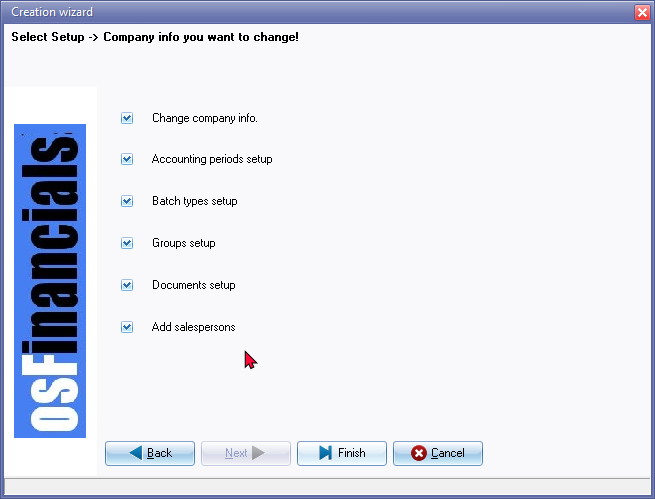 Creation wizard
Select Setup -> Company info you want to change!
Change company info.
Accounting periods setup
Batch types setup
Groups setup
Documents setup
Add salespersons
osFinancials
Back
Next
Finish
Cancel